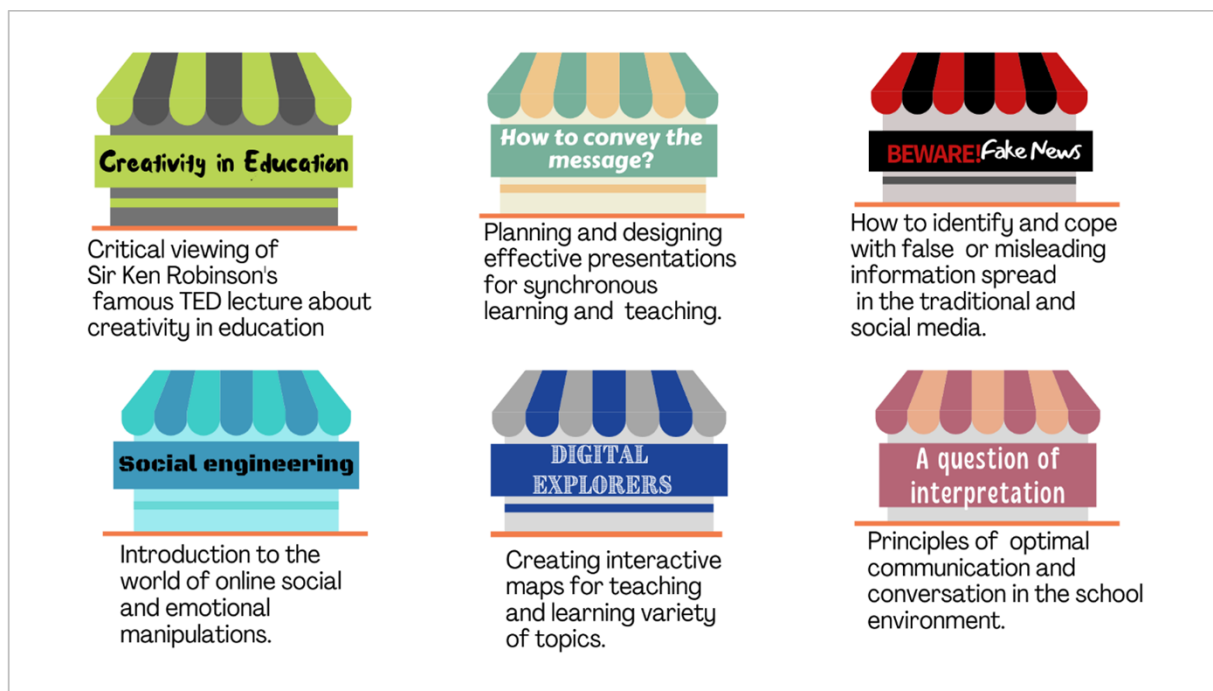 Creativity in Education
Critical viewing of
Sir Ken Robinson's
famous TED lecture about
creativity in education
How to convey the
message?
Planning and designing
effective presentations
for synchronous
learning and teaching.
BEWARE! Fake News
How to identify and cope
with false or misleading
information spread
in the traditional and
social media.
Social engineering
Introduction to the
world of online social
and emotional
manipulations.
DIGITAL
EXPLORERS
Creating interactive
maps for teaching
and learning variety
of topics.
A question of
interpretation
Principles of optimal
communication and
conversation in the school
environment.